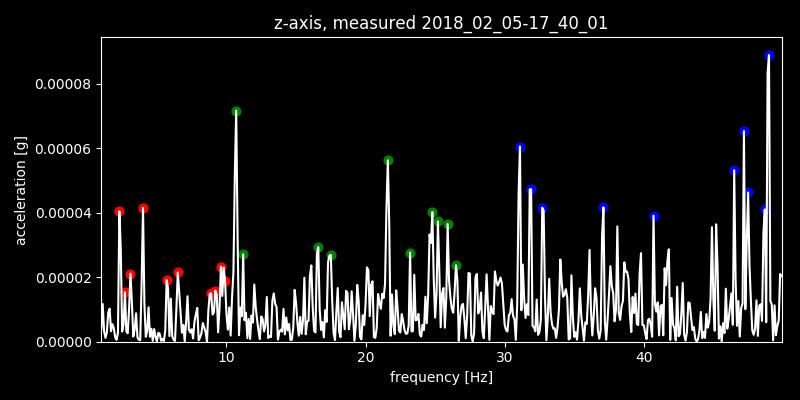 z-axis, measured 2018_02_05-17_40_01
acceleration [g]
0.00008
0.00006
0.00004
0.00002
0.00000
10 20 30 40
frequency [Hz]